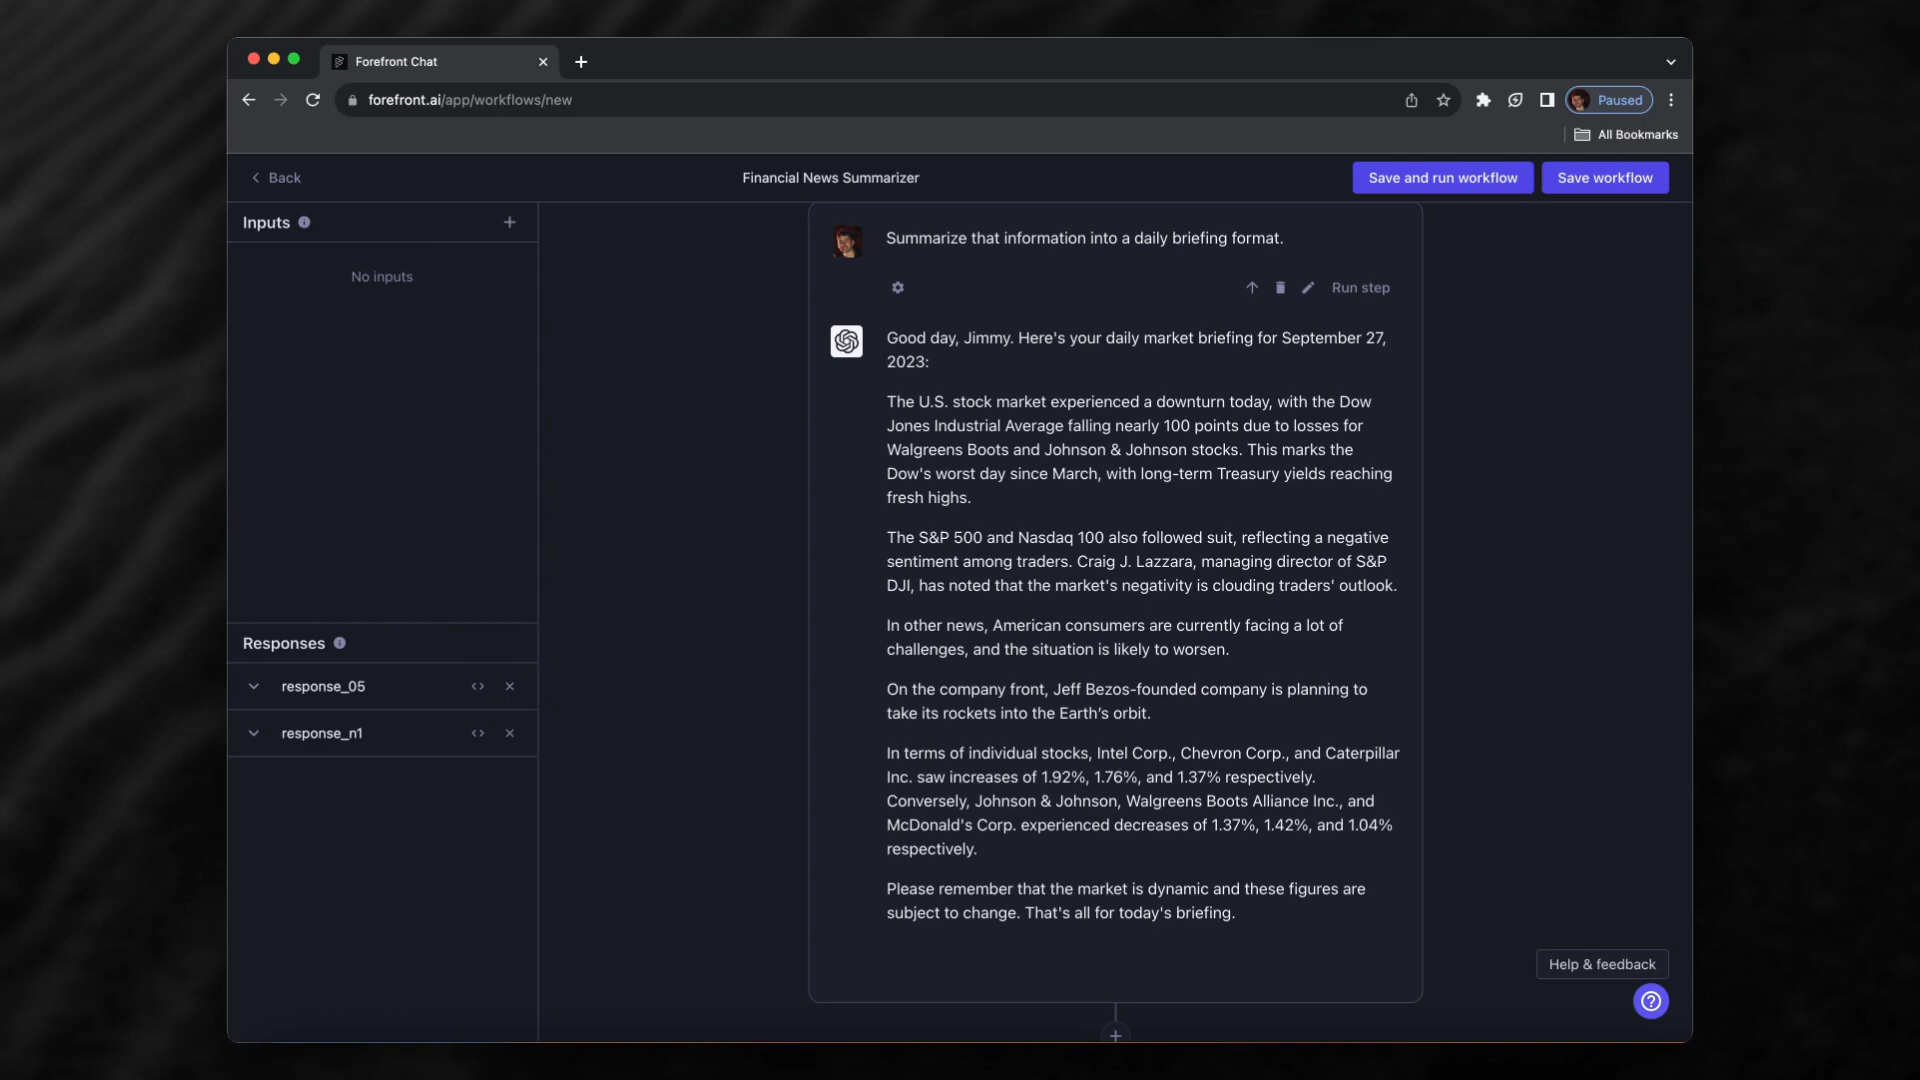 Forefront Chat
forefront.ai/app/workflows/new
Paused
All Bookmarks
Back
Financial News Summarizer
Save and run workflow
Save workflow
Inputs
No inputs
Responses
response_05
response_n1
Summarize that information into a daily briefing format.
Run step
Good day, Jimmy. Here's your daily market briefing for September 27,
2023:
The U.S. stock market experienced a downturn today, with the Dow
Jones Industrial Average falling nearly 100 points due to losses for
Walgreens Boots and Johnson & Johnson stocks. This marks the
Dow's worst day since March, with long-term Treasury yields reaching
fresh highs.
The S&P 500 and Nasdaq 100 also followed suit, reflecting a negative
sentiment among traders. Craig J. Lazzara, managing director of S&P
DJI, has noted that the market's negativity is clouding traders' outlook.
In other news, American consumers are currently facing a lot of
challenges, and the situation is likely to worsen.
On the company front, Jeff Bezos-founded company is planning to
take its rockets into the Earth’s orbit.
In terms of individual stocks, Intel Corp., Chevron Corp., and Caterpillar
Inc. saw increases of 1.92%, 1.76%, and 1.37% respectively.
Conversely, Johnson & Johnson, Walgreens Boots Alliance Inc., and
McDonald's Corp. experienced decreases of 1.37%, 1.42%, and 1.04%
respectively.
Please remember that the market is dynamic and these figures are
subject to change. That's all for today's briefing.
Help & feedback